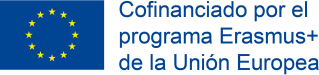 Cofinanciado por el
programa Erasmus+
de la Unión Europea